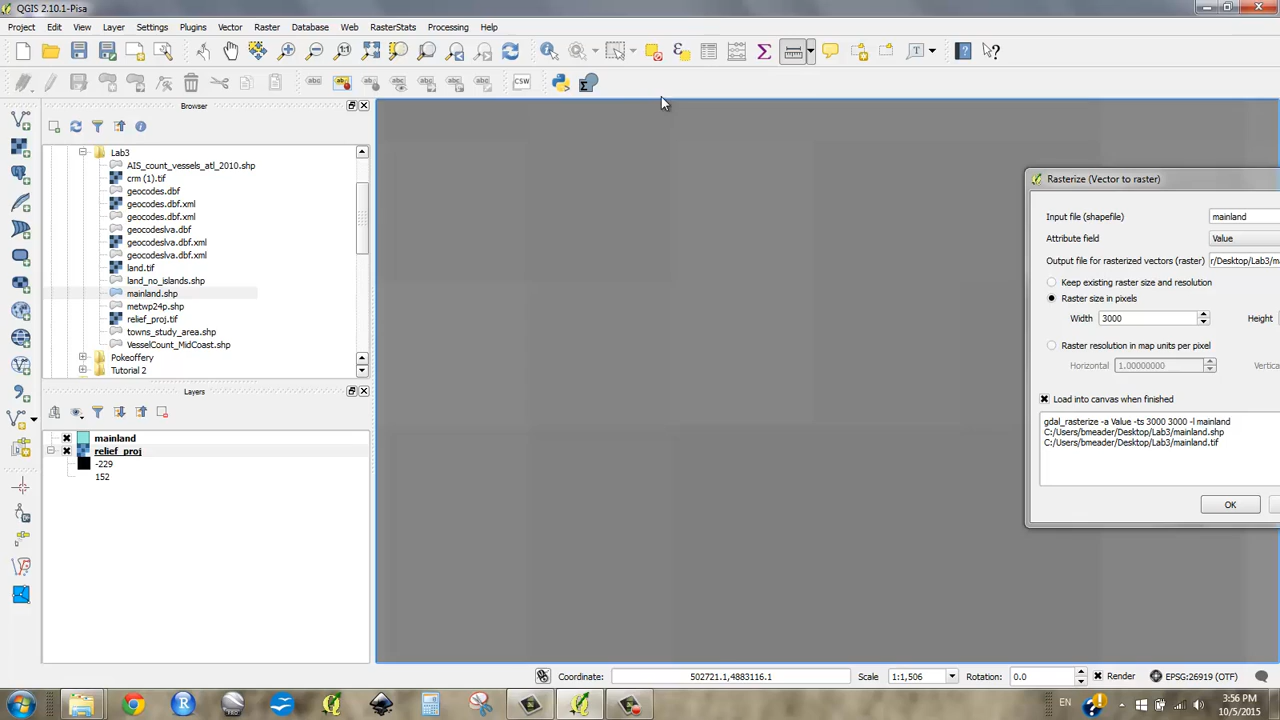 QGIS 2.10.1-Pisa
Project Edit View Layer Settings Plugins Vector Raster Database Web RasterStats Processing Help
CSW
Browser
Lab3
AIS_count_vessels_atl_2010.shp
crm (1).tif
geocodes.dbf
geocodes.dbf.xml
geocodes.dbf.xml
geocodeslva.dbf
geocodeslva.dbf.xml
geocodeslva.dbf.xml
land.tif
land_no_islands.shp
mainland.shp
metwp24p.shp
relief_proj.tif
towns_study_area.shp
VesselCount_MidCoast.shp
Pokeoffery
Tutorial 2
Layers
mainland
relief_proj
-229
152
Rasterize (Vector to raster)
Input file (shapefile) mainland
Attribute field Value
Output file for rasterized vectors (raster) r/Desktop/Lab3/ma
Keep existing raster size and resolution
Raster size in pixels
Width 3000 Height
Raster resolution in map units per pixel
Horizontal 1.00000000 Vertica
Load into canvas when finished
gdal_rasterize -a Value -ts 3000 3000 -l mainland
C:/Users/bmeader/Desktop/Lab3/mainland.shp
C:/Users/bmeader/Desktop/Lab3/mainland.tif
OK
Coordinate: 502721.1,4883116.1 Scale 1:1,506 Rotation: 0.0 Render EPSG:26919 (OTF)
EN 3:56 PM
10/5/2015